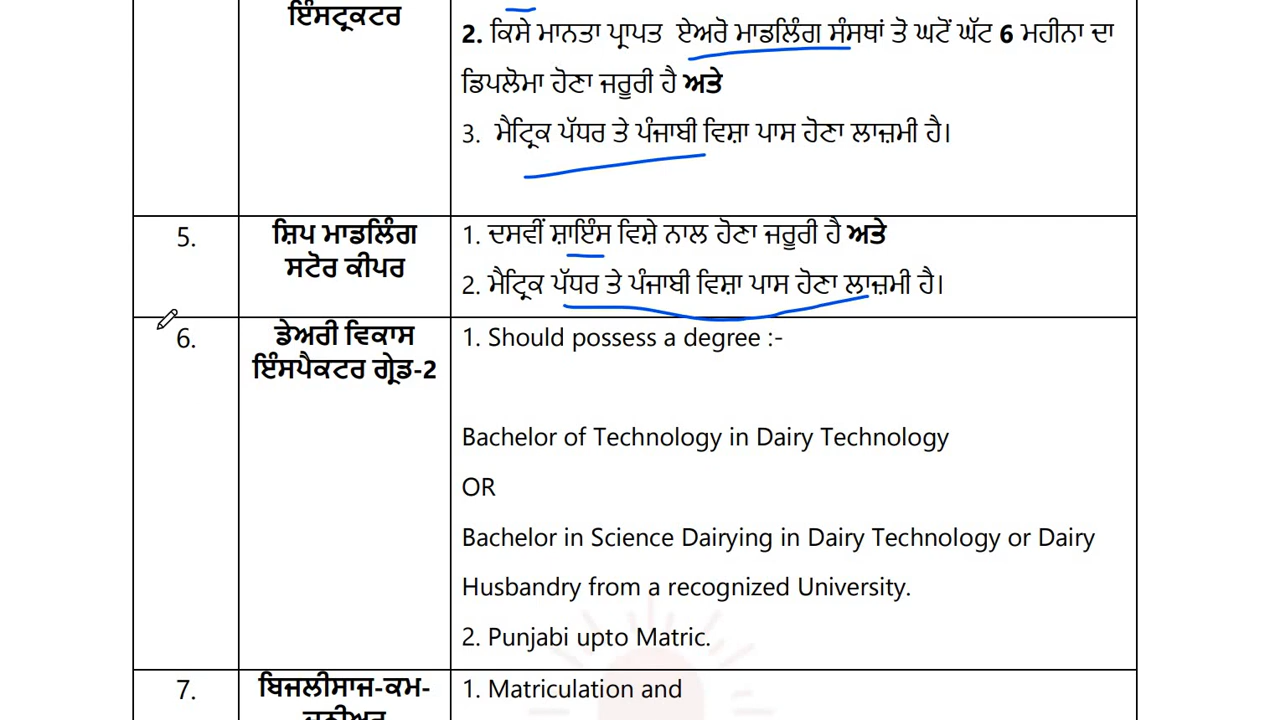 ਇੰਸਟ੍ਰਕਟਰ
2. ਕਿਸੇ ਮਾਨਤਾ ਪ੍ਰਾਪਤ ਏਅਰੋ ਮਾਡਲਿੰਗ ਸੰਸਥਾਂ ਤੋ ਘਟੋਂ ਘੱਟ 6 ਮਹੀਨਾ ਦਾ
ਡਿਪਲੋਮਾ ਹੋਣਾ ਜਰੂਰੀ ਹੈ ਅਤੇ
3. ਮੈਟ੍ਰਿਕ ਪੱਧਰ ਤੇ ਪੰਜਾਬੀ ਵਿਸ਼ਾ ਪਾਸ ਹੋਣਾ ਲਾਜ਼ਮੀ ਹੈ।
5.
ਸ਼ਿਪ ਮਾਡਲਿੰਗ
ਸਟੋਰ ਕੀਪਰ
1. ਦਸਵੀਂ ਸ਼ਾਇੰਸ ਵਿਸ਼ੇ ਨਾਲ ਹੋਣਾ ਜਰੂਰੀ ਹੈ ਅਤੇ
2. ਮੈਟ੍ਰਿਕ ਪੱਧਰ ਤੇ ਪੰਜਾਬੀ ਵਿਸ਼ਾ ਪਾਸ ਹੋਣਾ ਲਾਜ਼ਮੀ ਹੈ।
6.
ਡੇਅਰੀ ਵਿਕਾਸ
ਇੰਸਪੈਕਟਰ ਗ੍ਰੇਡ-2
1. Should possess a degree :-
Bachelor of Technology in Dairy Technology
OR
Bachelor in Science Dairying in Dairy Technology or Dairy
Husbandry from a recognized University.
2. Punjabi upto Matric.
7.
ਬਿਜਲੀਸਾਜ-ਕਮ-
1. Matriculation and